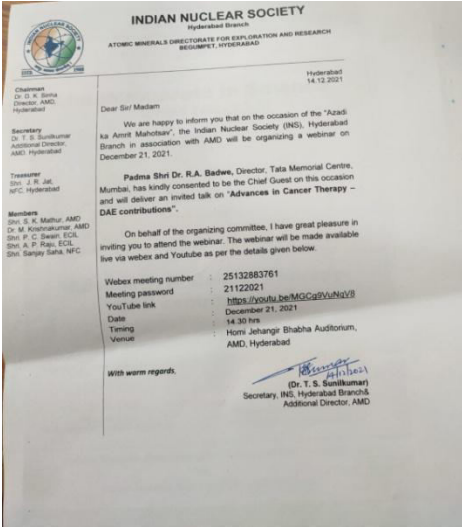 INDIAN NUCLEAR SOCIETY
Hyderabad Branch
ATOMIC MINERALS DIRECTORATE FOR EXPLORATION AND RESEARCH
BEGUMPET, HYDERABAD
Hyderabad
14.12.2021
Chairman
Dr. D. K. Sinha
Director, AMD,
Hyderabad
Secretary
Dr. T. S. Sunilkumar
Additional Director,
AMD, Hyderabad
Treasurer
Shri. J. R. Jat,
NFC, Hyderabad
Members
Shri. S. K. Mathur, AMD
Dr. M. Krishnakumar, AMD
Shri. P. C. Swain, ECIL
Shri. A. P. Raju, ECIL
Shri. Sanjay Saha, NFC
Dear Sir/ Madam
We are happy to inform you that on the occasion of the "Azadi
ka Amrit Mahotsav", the Indian Nuclear Society (INS), Hyderabad
Branch in association with AMD will be organizing a webinar on
December 21, 2021.
Padma Shri Dr. R.A. Badwe, Director, Tata Memorial Centre,
Mumbai, has kindly consented to be the Chief Guest on this occasion
and will deliver an invited talk on "Advances in Cancer Therapy –
DAE contributions".
On behalf of the organizing committee, I have great pleasure in
inviting you to attend the webinar. The webinar will be made available
live via webex and Youtube as per the details given below.
Webex meeting number : 25132883761
Meeting password : 21122021
YouTube link : https://youtu.be/MGCg9VuNqV8
Date : December 21, 2021
Timing : 14.30 hrs
Venue : Homi Jehangir Bhabha Auditorium,
AMD, Hyderabad
With warm regards,
14/12/2021
(Dr. T. S. Sunilkumar)
Secretary, INS, Hyderabad Branch&
Additional Director, AMD